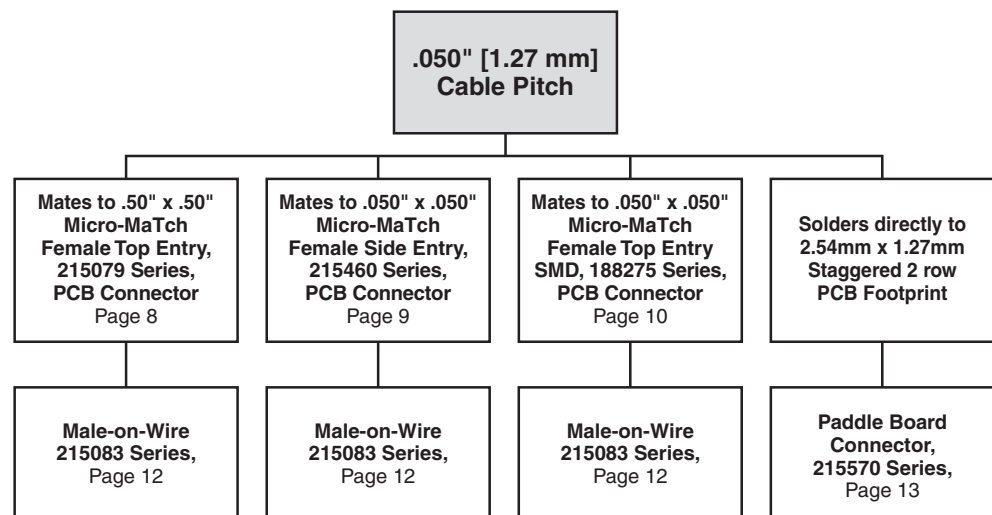 .050" [1.27 mm]
Cable Pitch
Mates to .50" x .50"
Micro-MaTch
Female Top Entry,
215079 Series,
PCB Connector
Page 8
Mates to .050" x .050"
Micro-MaTch
Female Side Entry,
215460 Series,
PCB Connector
Page 9
Mates to .050" x .050"
Micro-MaTch
Female Top Entry
SMD, 188275 Series,
PCB Connector
Page 10
Solders directly to
2.54mm x 1.27mm
Staggered 2 row
PCB Footprint
Male-on-Wire
215083 Series,
Page 12
Male-on-Wire
215083 Series,
Page 12
Male-on-Wire
215083 Series,
Page 12
Paddle Board
Connector,
215570 Series,
Page 13